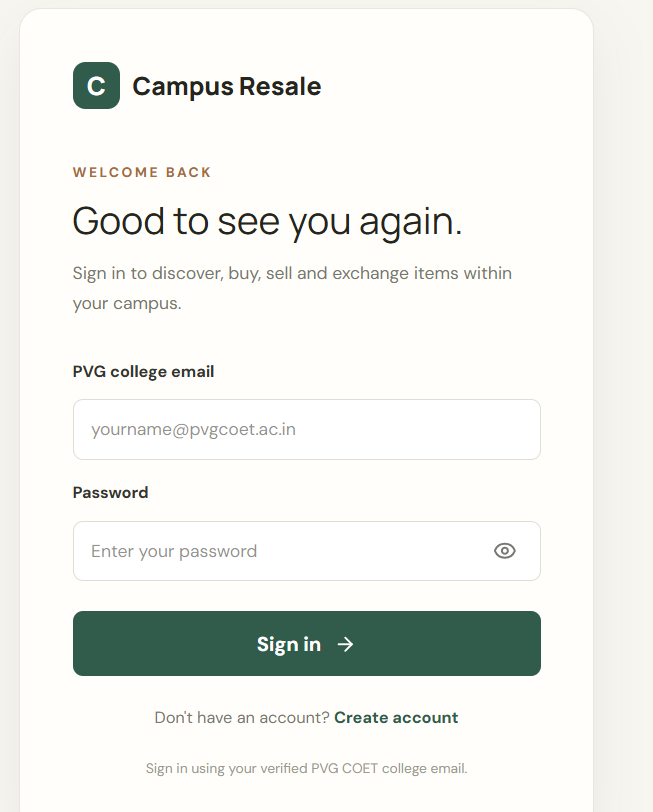 C Campus Resale
WELCOME BACK
Good to see you again.
Sign in to discover, buy, sell and exchange items within
your campus.
PVG college email
yourname@pvgcoet.ac.in
Password
Enter your password
Sign in →
Don't have an account? Create account
Sign in using your verified PVG COET college email.